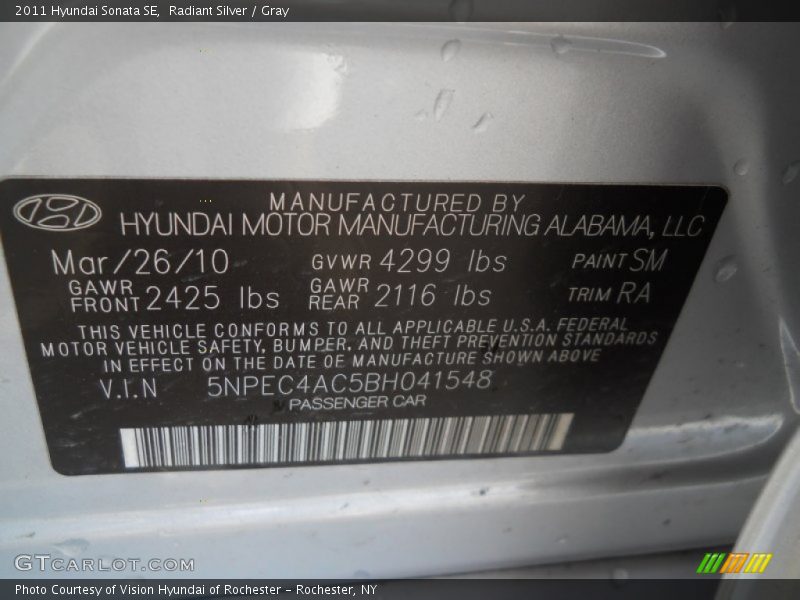 2011 Hyundai Sonata SE, Radiant Silver / Gray
MANUFACTURED BY
HYUNDAI MOTOR MANUFACTURING ALABAMA, LLC
Mar/26/10 GVWR 4299 lbs PAINT SM
GAWR FRONT 2425 lbs GAWR REAR 2116 lbs TRIM RA
THIS VEHICLE CONFORMS TO ALL APPLICABLE U.S.A. FEDERAL
MOTOR VEHICLE SAFETY, BUMPER, AND THEFT PREVENTION STANDARDS
IN EFFECT ON THE DATE OF MANUFACTURE SHOWN ABOVE
V.I.N 5NPEC4AC5BH041548
PASSENGER CAR
GTCARLOT.COM
Photo Courtesy of Vision Hyundai of Rochester - Rochester, NY